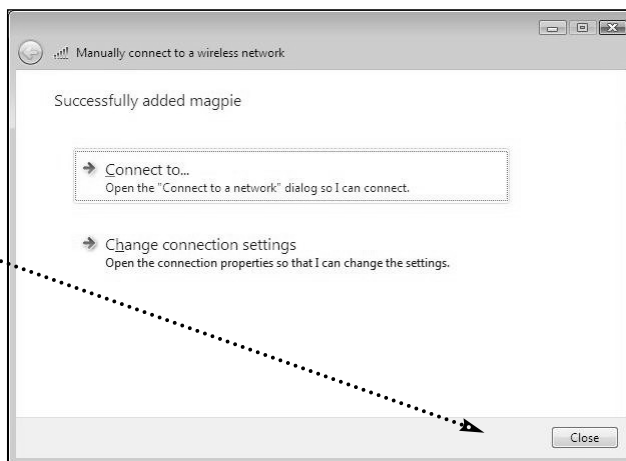 Manually connect to a wireless network
Successfully added magpie
Connect to...
Open the "Connect to a network" dialog so I can connect.
Change connection settings
Open the connection properties so that I can change the settings.
Close